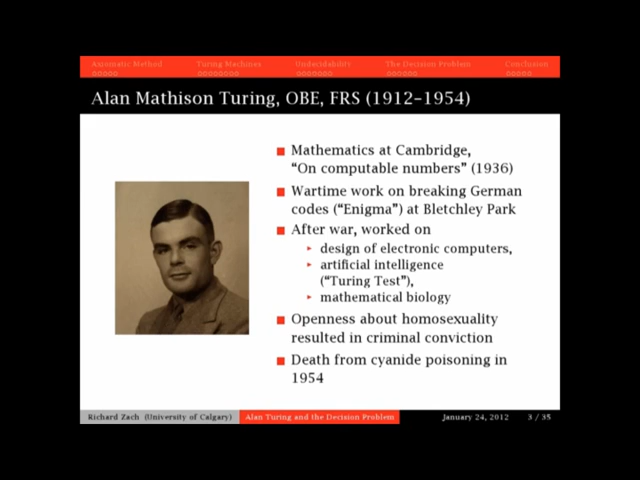 Axiomatic Method Turing Machines Undecidability The Decision Problem Conclusion
Alan Mathison Turing, OBE, FRS (1912–1954)
Mathematics at Cambridge,
“On computable numbers” (1936)
Wartime work on breaking German
codes (“Enigma”) at Bletchley Park
After war, worked on
design of electronic computers,
artificial intelligence
(“Turing Test”),
mathematical biology
Openness about homosexuality
resulted in criminal conviction
Death from cyanide poisoning in
1954
Richard Zach (University of Calgary) Alan Turing and the Decision Problem January 24, 2012 3 / 35